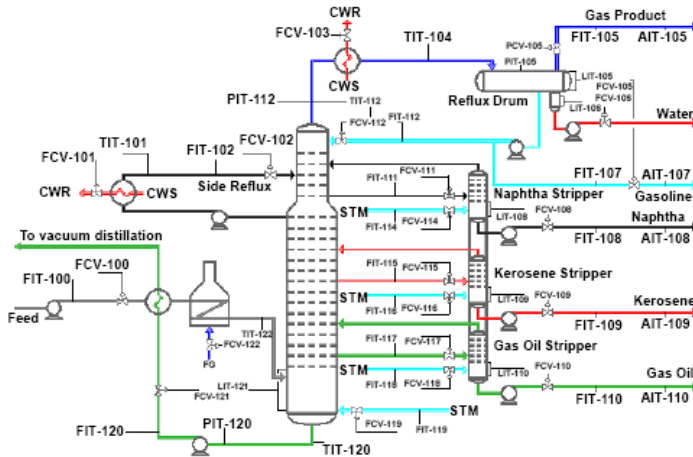 CWR
Gas Product
FCV-103
TIT-104
FIT-105
AIT-105
PCV-105
PIT-105
LIT-105
FCV-105
CWS
Reflux Drum
LIT-106
FCV-106
PIT-112
TIT-112
FCV-112
FIT-112
Water
TIT-101
FIT-102
FCV-102
FCV-101
FIT-107
AIT-107
CWR
CWS
Side Reflux
FIT-111
FCV-111
Naphtha Stripper
Gasoline
STM
FIT-114
FCV-114
LIT-108
FCV-108
Naphtha
FIT-108
AIT-108
To vacuum distillation
FIT-100
FCV-100
FIT-115
FCV-115
Kerosene Stripper
STM
FIT-116
FCV-116
LIT-109
FCV-109
Kerosene
FIT-109
AIT-109
Feed
TIT-122
FCV-122
FG
FIT-117
FCV-117
Gas Oil Stripper
STM
FIT-118
FCV-118
LIT-110
FCV-110
Gas Oil
FIT-110
AIT-110
LIT-121
FCV-121
FIT-120
PIT-120
TIT-120
FCV-119
FIT-119
STM